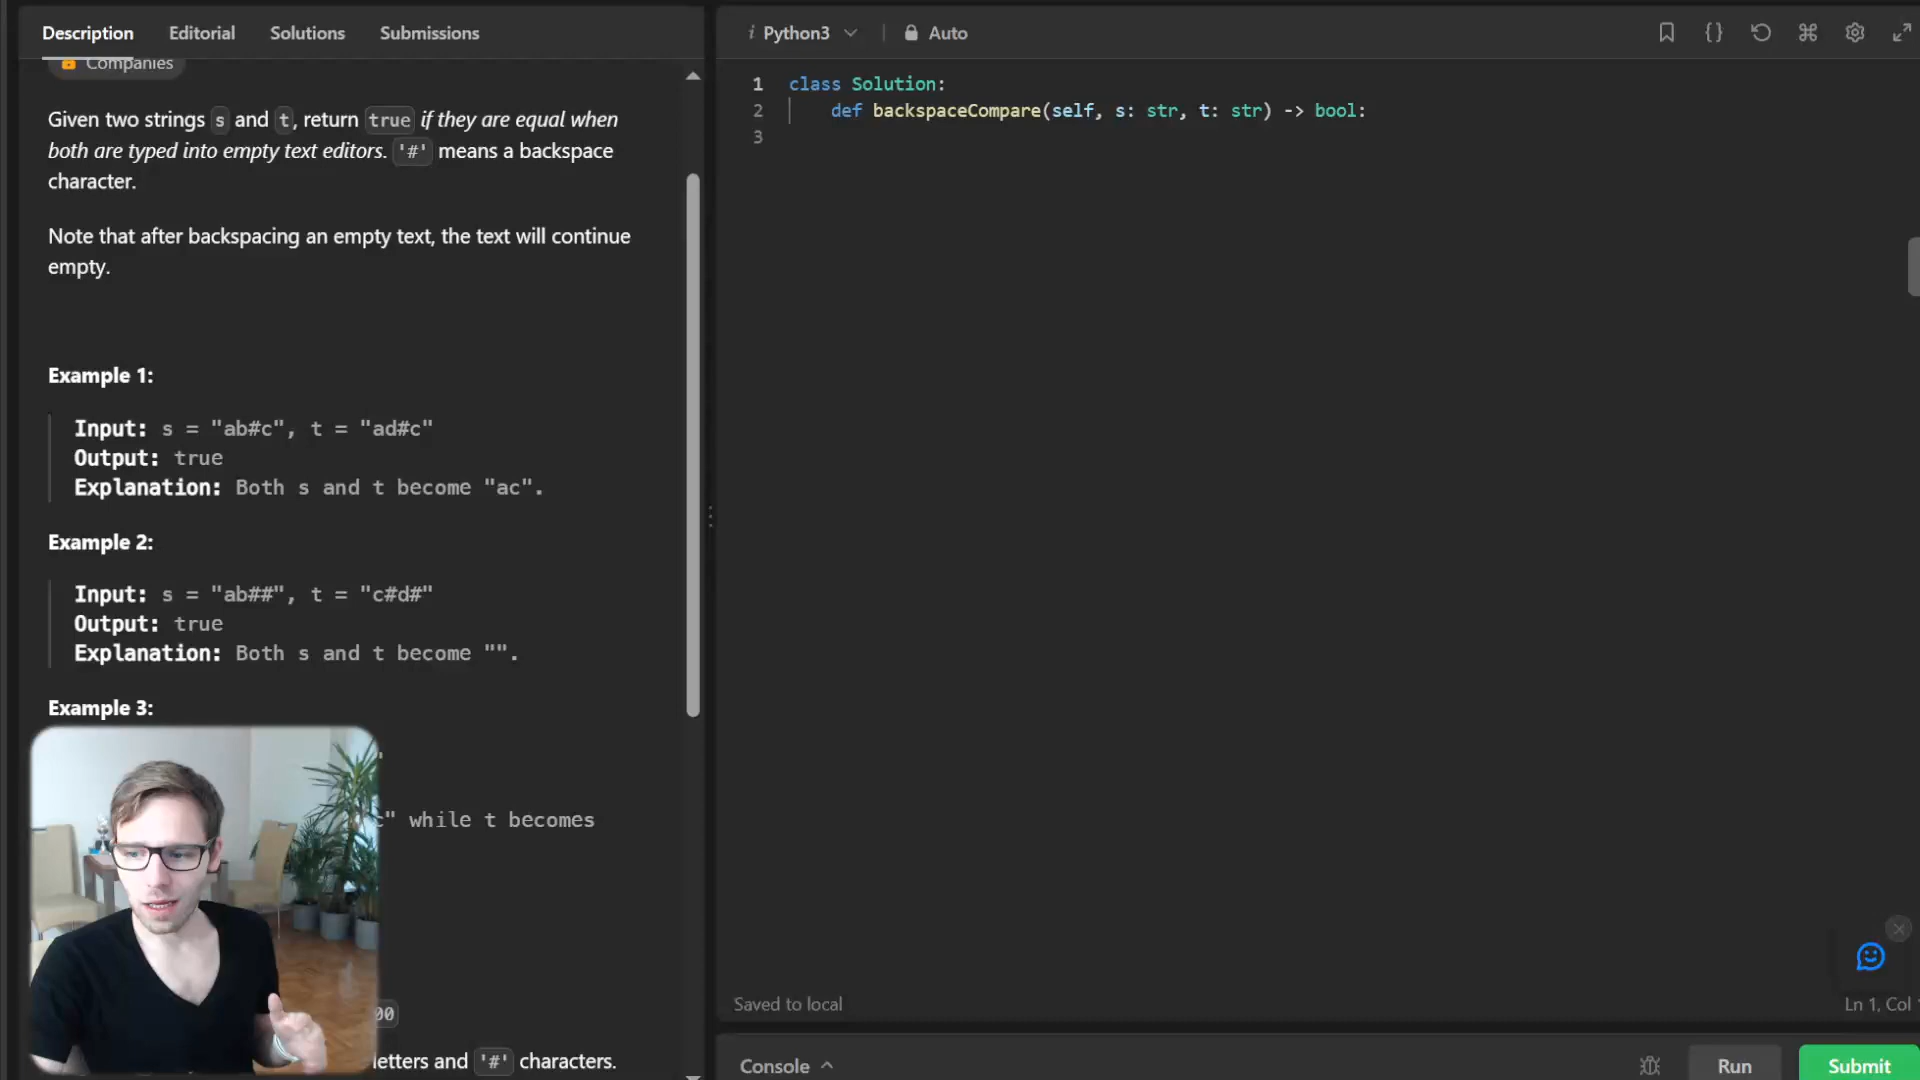 Description Editorial Solutions Submissions
Companies
Given two strings s and t, return true if they are equal when
both are typed into empty text editors. '#' means a backspace
character.
Note that after backspacing an empty text, the text will continue
empty.
Example 1:
Input: s = "ab#c", t = "ad#c"
Output: true
Explanation: Both s and t become "ac".
Example 2:
Input: s = "ab##", t = "c#d#"
Output: true
Explanation: Both s and t become "".
Example 3:
c" while t becomes
00
letters and '#' characters.
i Python3 Auto
1 class Solution:
2 def backspaceCompare(self, s: str, t: str) -> bool:
3
Saved to local
Ln 1, Col
Console
Run
Submit